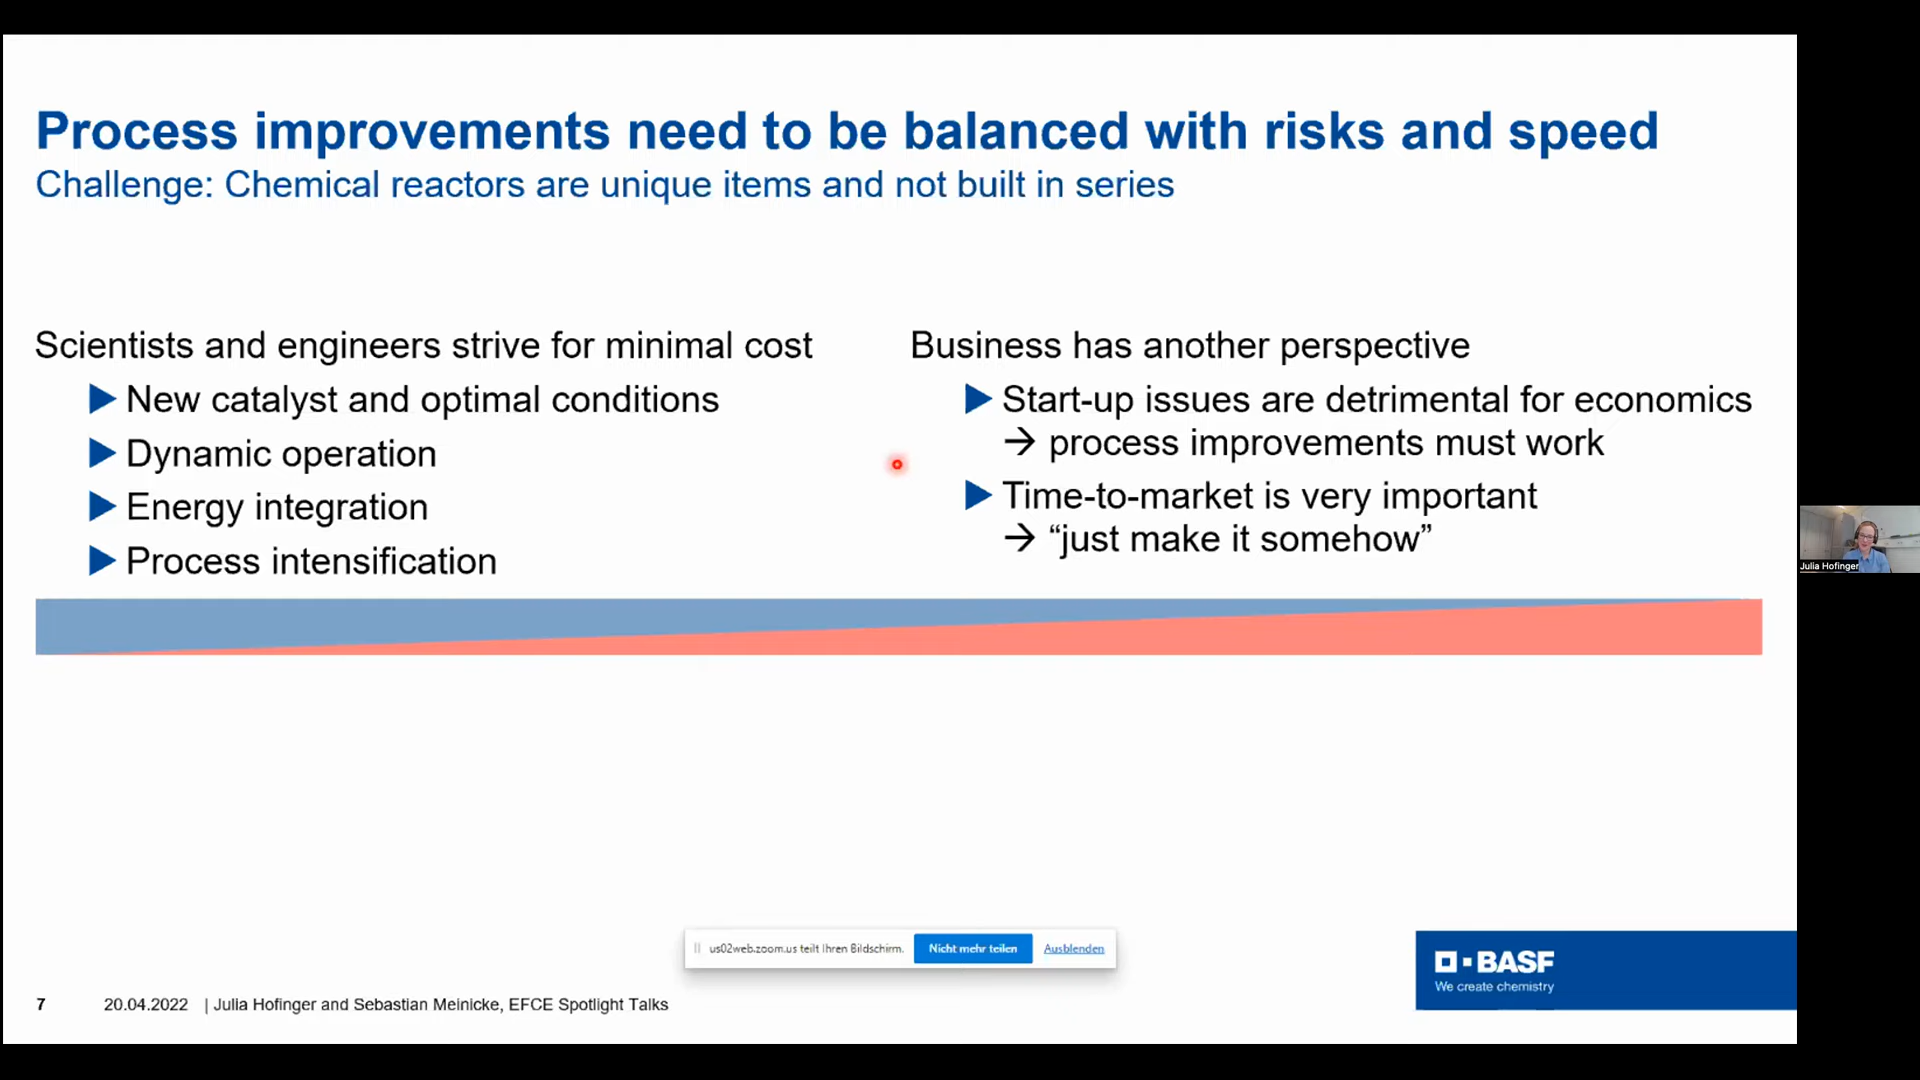 Process improvements need to be balanced with risks and speed
Challenge: Chemical reactors are unique items and not built in series
Scientists and engineers strive for minimal cost
New catalyst and optimal conditions
Dynamic operation
Energy integration
Process intensification
Business has another perspective
Start-up issues are detrimental for economics
→ process improvements must work
Time-to-market is very important
→ “just make it somehow”
Julia Hofinger
us02web.zoom.us teilt Ihren Bildschirm. Nicht mehr teilen Ausblenden
BASF
We create chemistry
7 20.04.2022 | Julia Hofinger and Sebastian Meinicke, EFCE Spotlight Talks